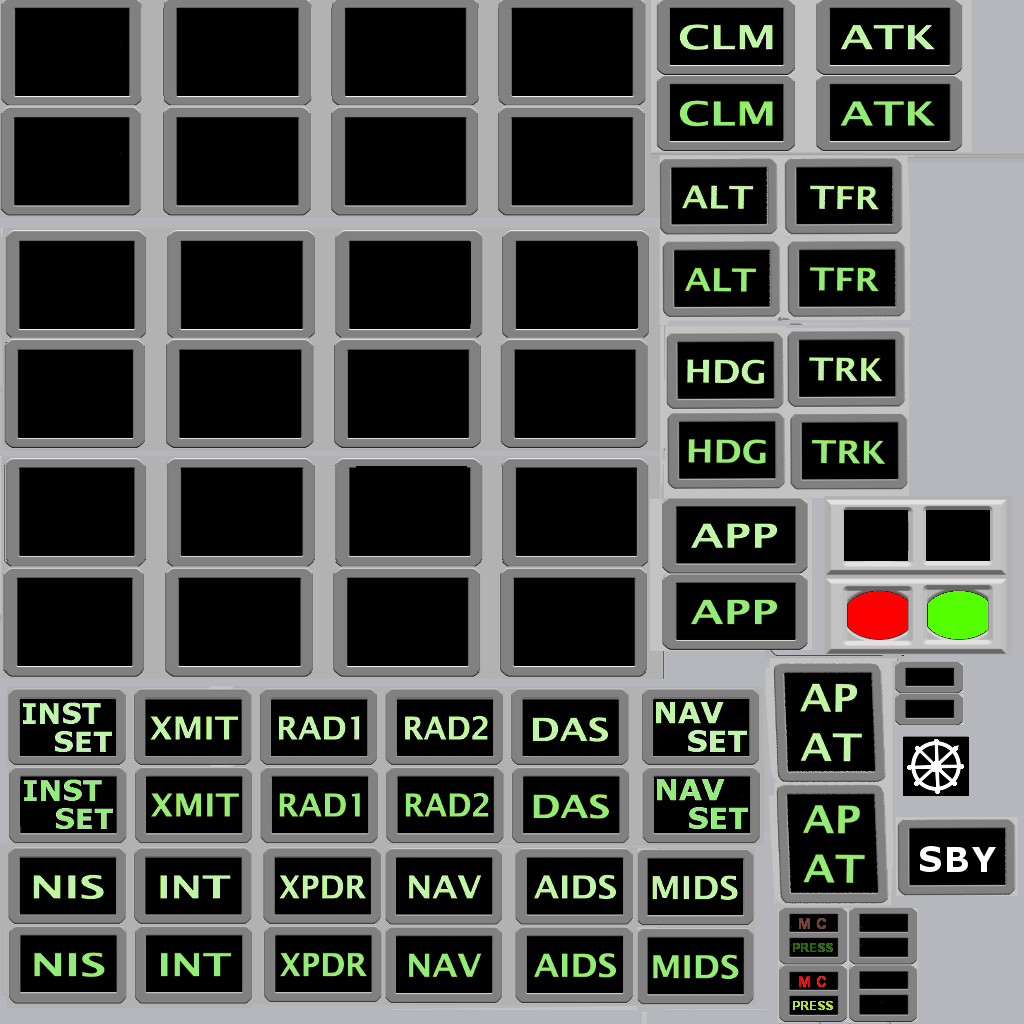 CLM ATK
CLM ATK
ALT TFR
ALT TFR
HDG TRK
HDG TRK
APP
APP
INST SET XMIT RAD1 RAD2 DAS NAV SET
INST SET XMIT RAD1 RAD2 DAS NAV SET
NIS INT XPDR NAV AIDS MIDS
NIS INT XPDR NAV AIDS MIDS
AP
AT
AP
AT
SBY
M C
PRESS
M C
PRESS